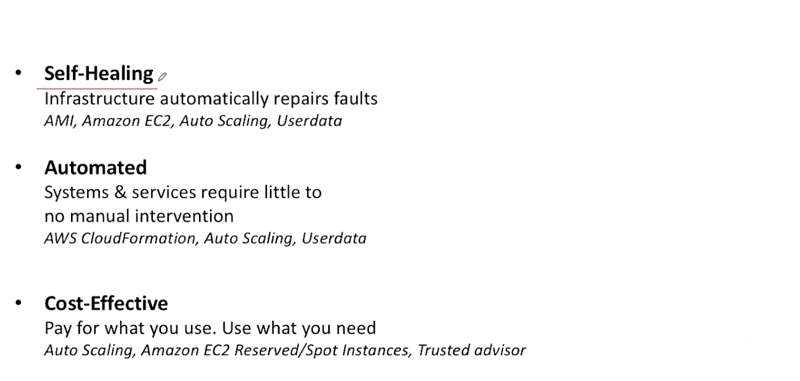 • Self-Healing
Infrastructure automatically repairs faults
AMI, Amazon EC2, Auto Scaling, Userdata
• Automated
Systems & services require little to
no manual intervention
AWS CloudFormation, Auto Scaling, Userdata
• Cost-Effective
Pay for what you use. Use what you need
Auto Scaling, Amazon EC2 Reserved/Spot Instances, Trusted advisor